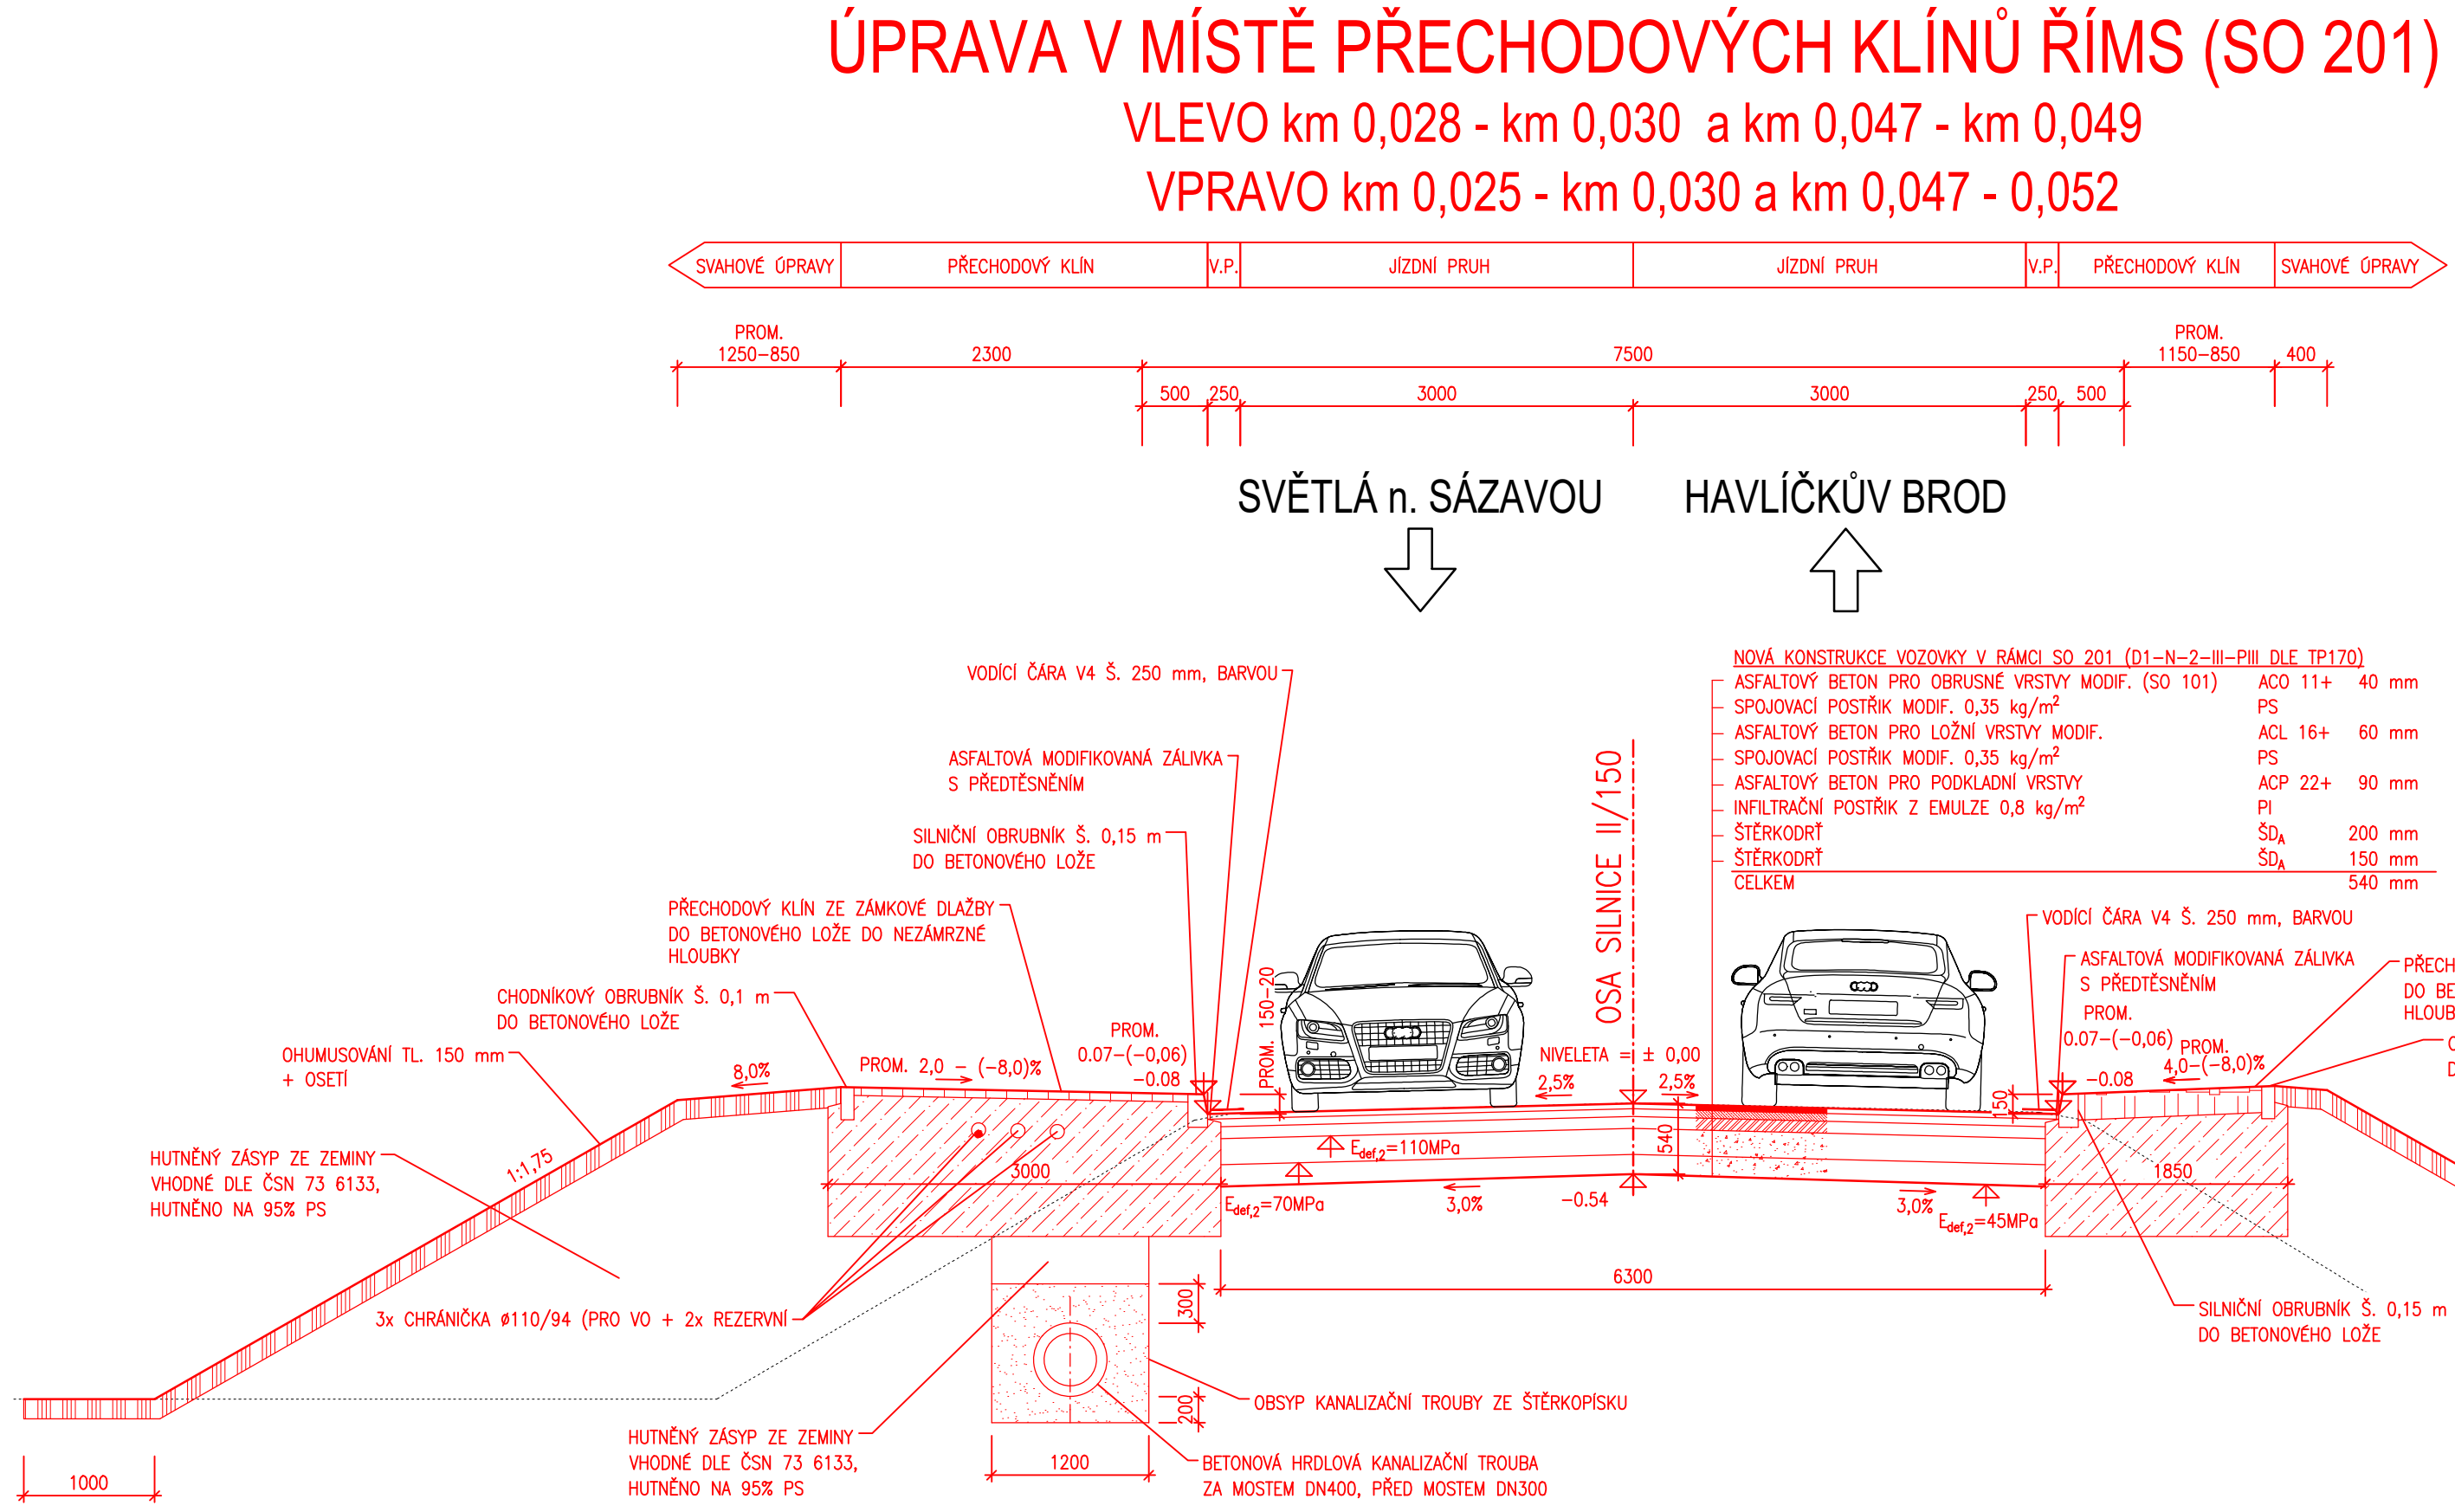 ÚPRAVA V MÍSTĚ PŘECHODOVÝCH KLÍNŮ ŘÍMS (SO 201)
VLEVO km 0,028 - km 0,030 a km 0,047 - km 0,049
VPRAVO km 0,025 - km 0,030 a km 0,047 - 0,052
SVAHOVÉ ÚPRAVY
PŘECHODOVÝ KLÍN
V.P.
JÍZDNÍ PRUH
JÍZDNÍ PRUH
V.P.
PŘECHODOVÝ KLÍN
SVAHOVÉ ÚPRAVY
PROM.
1250-850
2300
7500
PROM.
1150-850
400
500
250
3000
3000
250
500
SVĚTLÁ n. SÁZAVOU
HAVLÍČKŮV BROD
NOVÁ KONSTRUKCE VOZOVKY V RÁMCI SO 201 (D1-N-2-III-PIII DLE TP170)
ASFALTOVÝ BETON PRO OBRUSNÉ VRSTVY MODIF. (SO 101) ACO 11+ 40 mm
SPOJOVACÍ POSTŘIK MODIF. 0,35 kg/m² PS
ASFALTOVÝ BETON PRO LOŽNÍ VRSTVY MODIF. ACL 16+ 60 mm
SPOJOVACÍ POSTŘIK MODIF. 0,35 kg/m² PS
ASFALTOVÝ BETON PRO PODKLADNÍ VRSTVY ACP 22+ 90 mm
INFILTRAČNÍ POSTŘIK Z EMULZE 0,8 kg/m² PI
ŠTĚRKODRŤ ŠDA 200 mm
ŠTĚRKODRŤ ŠDA 150 mm
CELKEM 540 mm
VODÍCÍ ČÁRA V4 Š. 250 mm, BARVOU
ASFALTOVÁ MODIFIKOVANÁ ZÁLIVKA
S PŘEDTĚSNĚNÍM
SILNIČNÍ OBRUBNÍK Š. 0,15 m
DO BETONOVÉHO LOŽE
PŘECHODOVÝ KLÍN ZE ZÁMKOVÉ DLAŽBY
DO BETONOVÉHO LOŽE DO NEZÁMRZNÉ
HLOUBKY
CHODNÍKOVÝ OBRUBNÍK Š. 0,1 m
DO BETONOVÉHO LOŽE
OHUMUSOVÁNÍ TL. 150 mm
+ OSETÍ
8,0%
PROM. 2,0 - (-8,0)%
PROM.
0.07-(-0,06)
-0.08
PROM. 150-20
OSA SILNICE II/150
NIVELETA = ± 0,00
2,5%
2,5%
VODÍCÍ ČÁRA V4 Š. 250 mm, BARVOU
ASFALTOVÁ MODIFIKOVANÁ ZÁLIVKA
S PŘEDTĚSNĚNÍM
PŘECH
DO BE
HLOUB
PROM.
0.07-(-0,06)
PROM.
4,0-(-8,0)%
-0.08
150
C
D
HUTNĚNÝ ZÁSYP ZE ZEMINY
VHODNÉ DLE ČSN 73 6133,
HUTNĚNO NA 95% PS
1:1,75
3000
540
Edef,2=110MPa
Edef,2=70MPa
3,0%
-0.54
3,0%
Edef,2=45MPa
1850
6300
3x CHRÁNIČKA ø110/94 (PRO VO + 2x REZERVNÍ
300
200
SILNIČNÍ OBRUBNÍK Š. 0,15 m
DO BETONOVÉHO LOŽE
OBSYP KANALIZAČNÍ TROUBY ZE ŠTĚRKOPÍSKU
HUTNĚNÝ ZÁSYP ZE ZEMINY
VHODNÉ DLE ČSN 73 6133,
HUTNĚNO NA 95% PS
1200
BETONOVÁ HRDLOVÁ KANALIZAČNÍ TROUBA
ZA MOSTEM DN400, PŘED MOSTEM DN300
1000